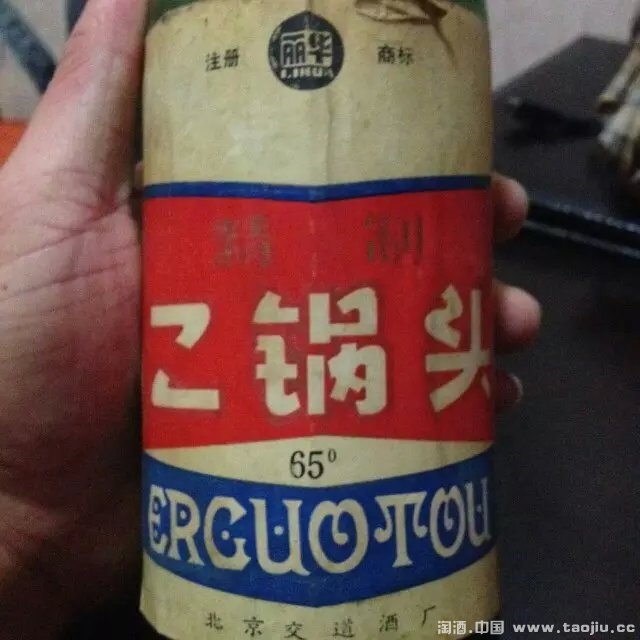 注册 丽华 商标
LIHUA
精制
二锅头
65⁰
ERGUOTOU
北京交道酒厂
淘酒.中国 www.taojiu.cc